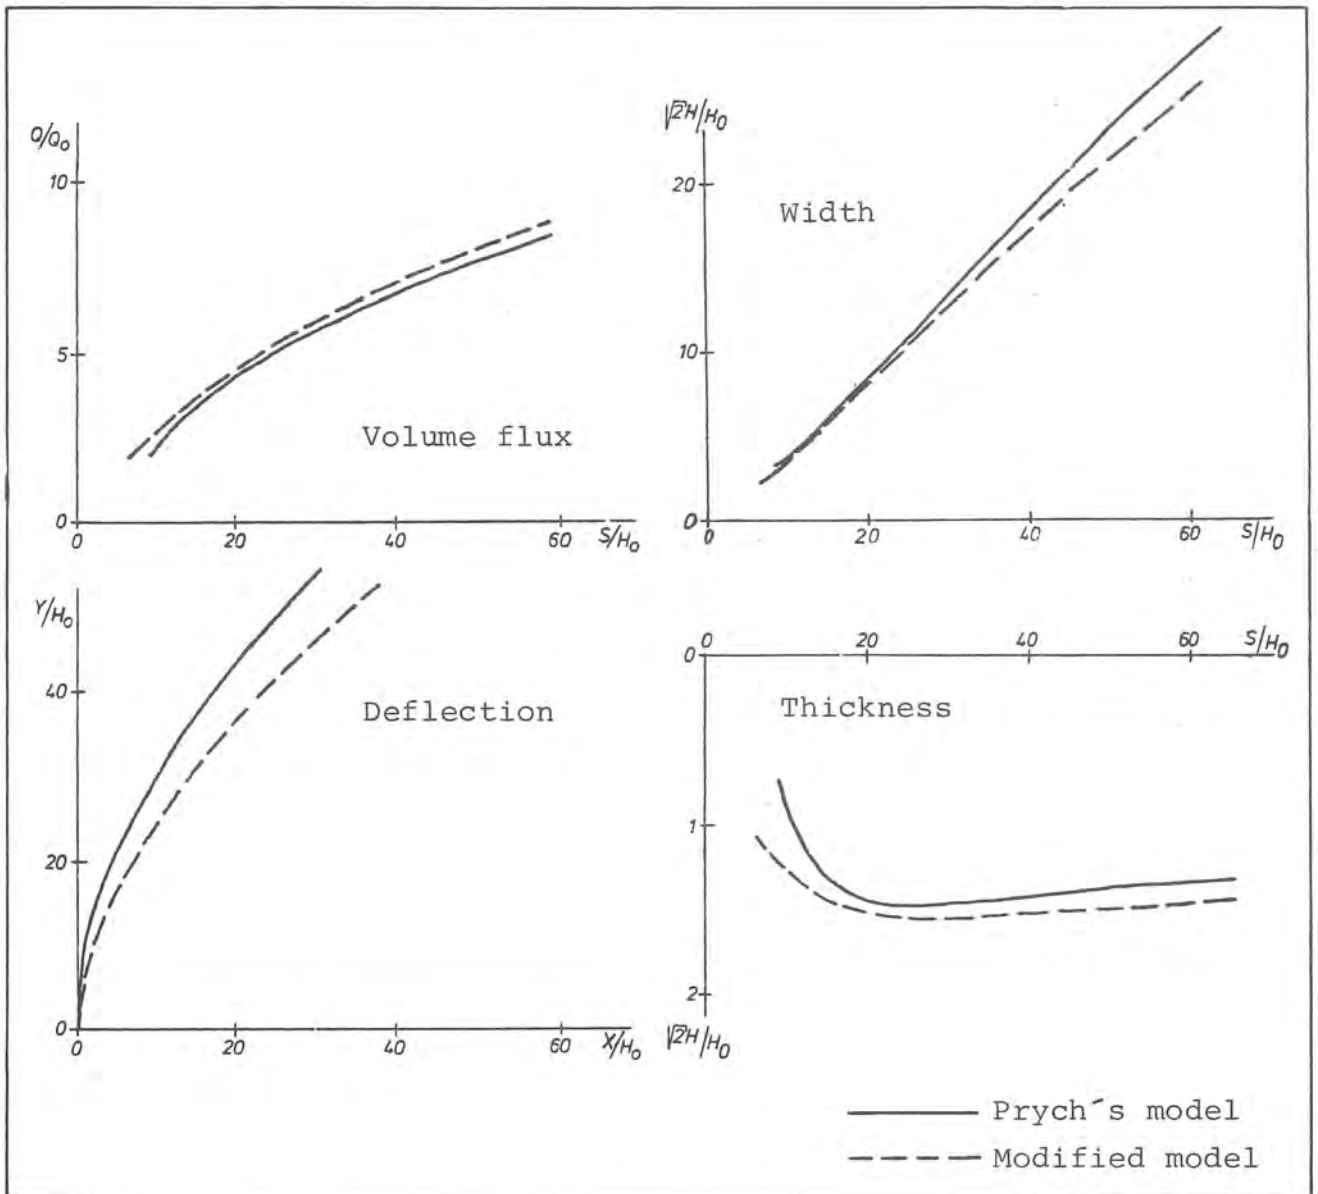 Q/Q₀
10
5
0
0
20
40
60
S/H₀
Volume flux
√2H/H₀
20
10
0
0
20
40
60
S/H₀
Width
Y/H₀
40
20
0
0
20
40
60
X/H₀
Deflection
0
20
40
60
S/H₀
0
1
2
√2H/H₀
Thickness
Prych´s model
Modified model